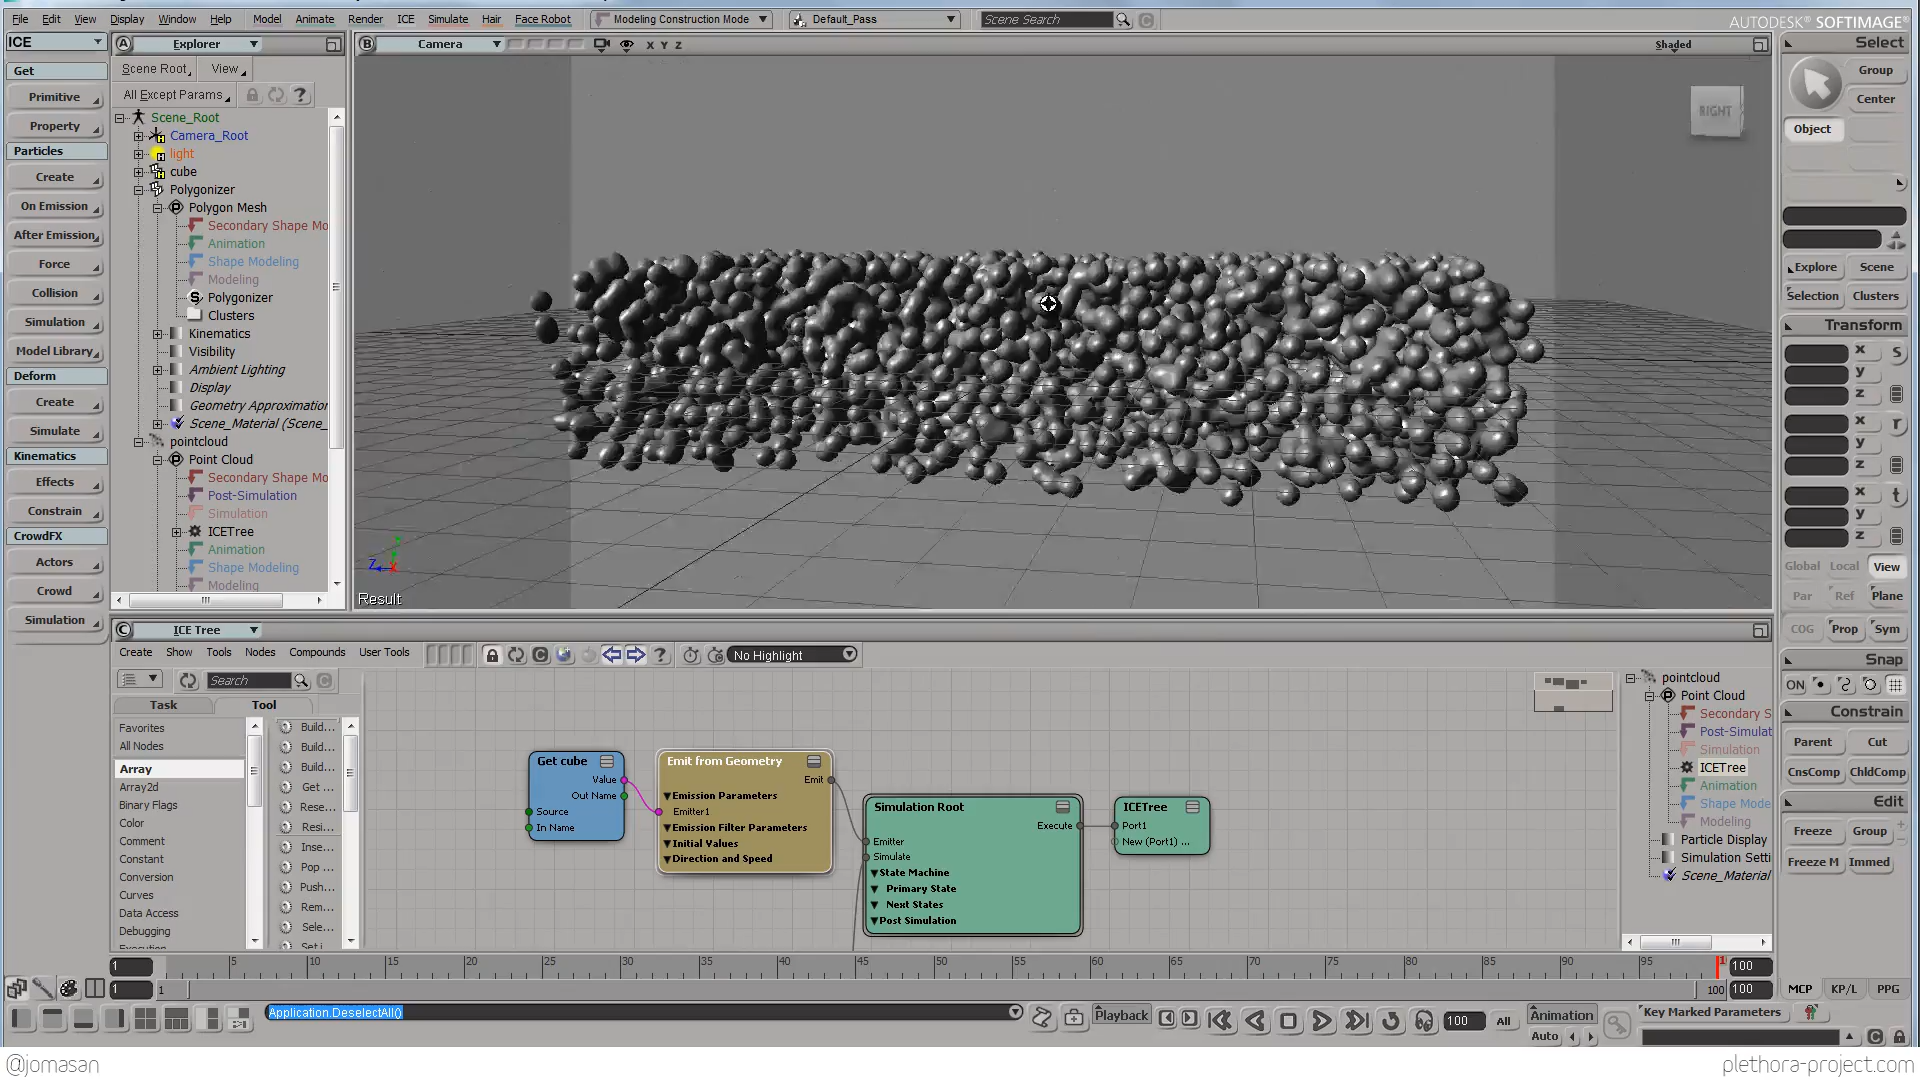 File Edit View Display Window Help Model Animate Render ICE Simulate Hair Face Robot Modeling Construction Mode Default_Pass Scene Search AUTODESK® SOFTIMAGE®
ICE
A Explorer
B Camera X Y Z Shaded
Select
Get
Primitive
Property
Particles
Create
On Emission
After Emission
Force
Collision
Simulation
Model Library
Deform
Create
Simulate
Kinematics
Effects
Constrain
CrowdFX
Actors
Crowd
Simulation
Scene Root View
All Except Params ?
Scene_Root
Camera_Root
light
cube
Polygonizer
Polygon Mesh
Secondary Shape Mo
Animation
Shape Modeling
Modeling
Polygonizer
Clusters
Kinematics
Visibility
Ambient Lighting
Display
Geometry Approximation
Scene_Material (Scene_
pointcloud
Point Cloud
Secondary Shape Mo
Post-Simulation
Simulation
ICETree
Animation
Shape Modeling
Modeling
RIGHT
Z X
Result
Group
Center
Object
Explore Scene
Selection Clusters
Transform
x s
y
z
x r
y
z
x t
y
z
Global Local View
Par Ref Plane
COG Prop Sym
Snap
ON
Constrain
Parent Cut
CnsComp ChldComp
Edit
Freeze Group
Freeze M Immed
C ICE Tree
Create Show Tools Nodes Compounds User Tools ? No Highlight
Search
Task Tool
Favorites
All Nodes
Array
Array2d
Binary Flags
Color
Comment
Constant
Conversion
Curves
Data Access
Debugging
Execution
Build...
Build...
Build...
Get ...
Rese...
Resi...
Inse...
Pop ...
Push...
Rem...
Sele...
Set i
Get cube
Value
Out Name
Source
In Name
Emit from Geometry
Emit
Emission Parameters
Emitter1
Emission Filter Parameters
Initial Values
Direction and Speed
Simulation Root
Execute
Emitter
Simulate
State Machine
Primary State
Next States
Post Simulation
ICETree
Port1
New (Port1) ...
pointcloud
Point Cloud
Secondary S
Post-Simulat
Simulation
ICETree
Animation
Shape Mode
Modeling
Particle Display
Simulation Setti
Scene_Material
1 5 10 15 20 25 30 35 40 45 50 55 60 65 70 75 80 85 90 95 1 100
1 1 100 100 MCP KP/L PPG
Application.DeselectAll() Playback 100 All Animation Key Marked Parameters
Auto
@jomasan plethora-project.com